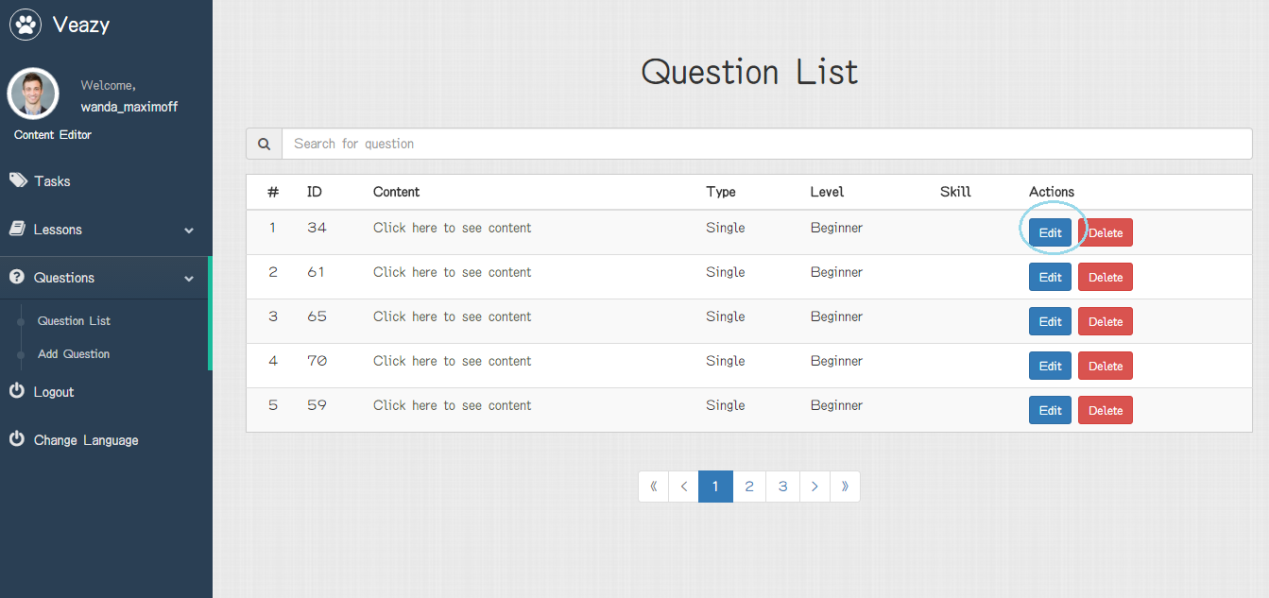 Veazy
Welcome,
wanda_maximoff
Content Editor
Tasks
Lessons
Questions
Question List
Add Question
Logout
Change Language
Question List
Search for question
# ID Content Type Level Skill Actions
1 34 Click here to see content Single Beginner Edit Delete
2 61 Click here to see content Single Beginner Edit Delete
3 65 Click here to see content Single Beginner Edit Delete
4 70 Click here to see content Single Beginner Edit Delete
5 59 Click here to see content Single Beginner Edit Delete
《 < 1 2 3 > 》